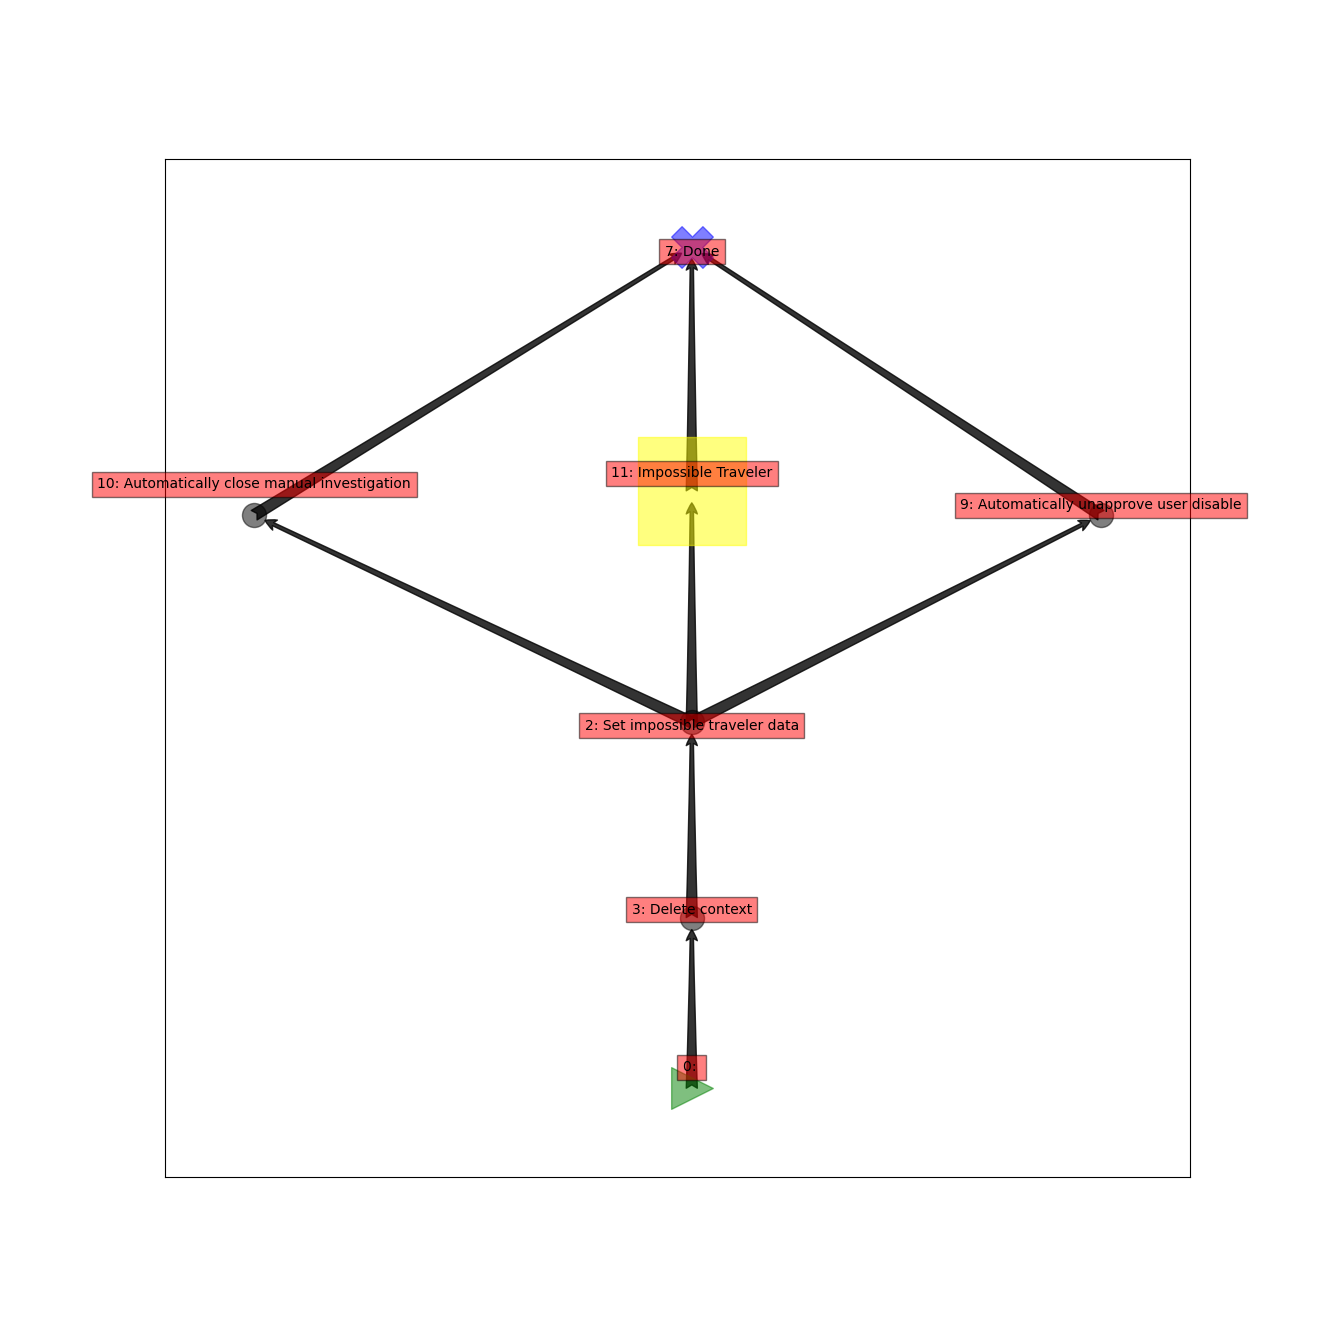 7: Done
11: Impossible Traveler
10: Automatically close manual investigation
9: Automatically unapprove user disable
2: Set impossible traveler data
3: Delete context
0: